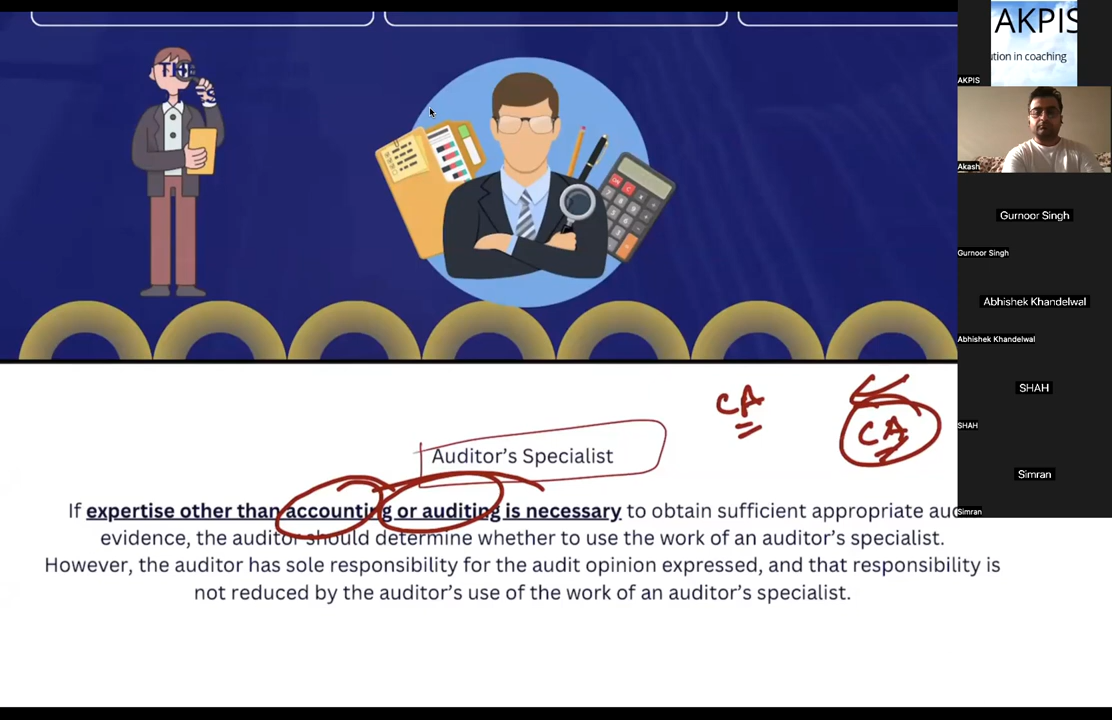 THE
AKPIS
ution in coaching
AKPIS
Akash
Gurnoor Singh
Gurnoor Singh
Abhishek Khandelwal
Abhishek Khandelwal
SHAH
SHAH
Simran
Simran
CA
CA
Auditor's Specialist
If expertise other than accounting or auditing is necessary to obtain sufficient appropriate aud
evidence, the auditor should determine whether to use the work of an auditor's specialist.
However, the auditor has sole responsibility for the audit opinion expressed, and that responsibility is
not reduced by the auditor's use of the work of an auditor's specialist.